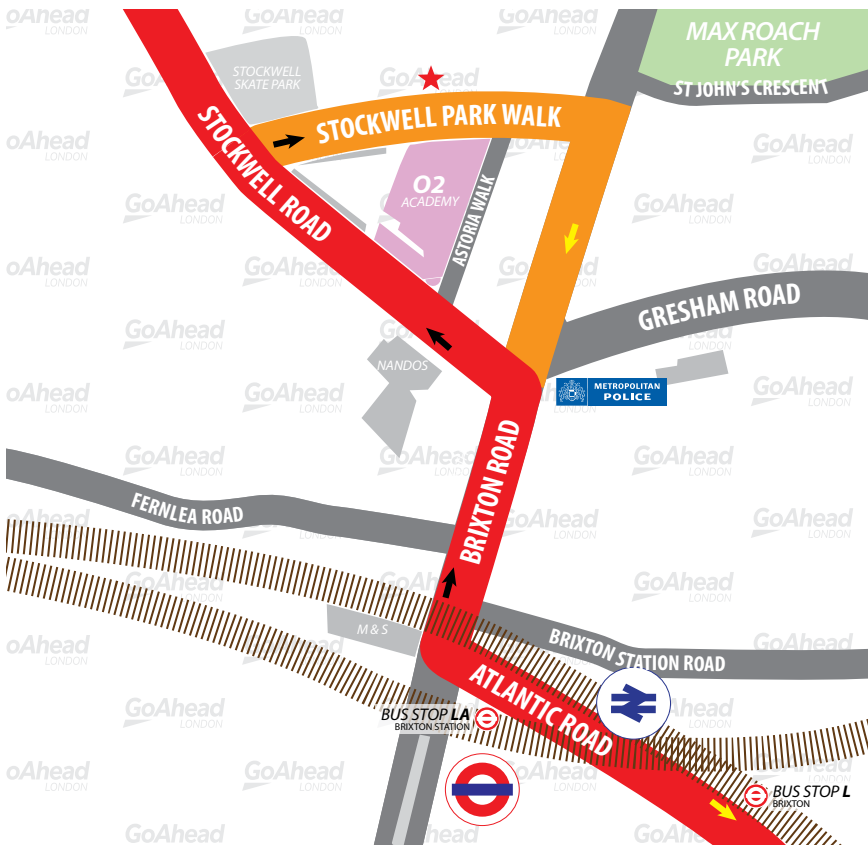 MAX ROACH
PARK
ST JOHN'S CRESCENT
STOCKWELL
SKATE PARK
STOCKWELL PARK WALK
STOCKWELL ROAD
O2
ACADEMY
ASTORIA WALK
GRESHAM ROAD
NANDOS
METROPOLITAN
POLICE
BRIXTON ROAD
FERNLEA ROAD
M & S
BRIXTON STATION ROAD
ATLANTIC ROAD
BUS STOP LA
BRIXTON STATION
BUS STOP L
BRIXTON
GoAhead
LONDON